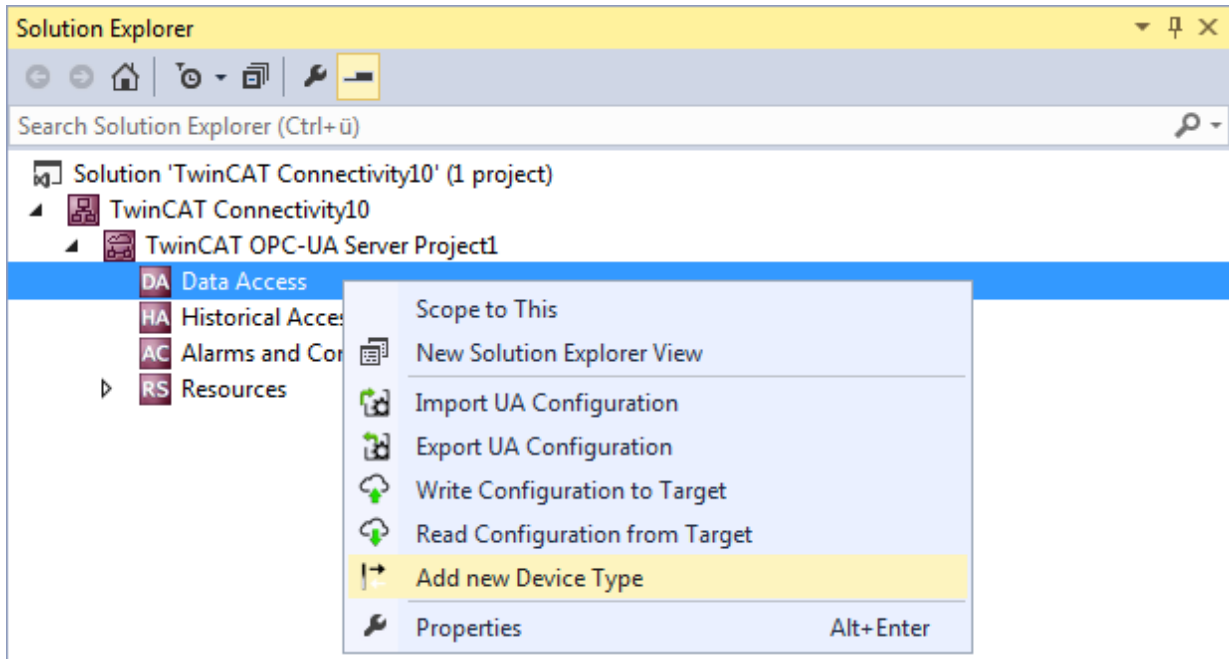 Solution Explorer
Search Solution Explorer (Ctrl+ü)
Solution 'TwinCAT Connectivity10' (1 project)
TwinCAT Connectivity10
TwinCAT OPC-UA Server Project1
DA Data Access
HA Historical Acce
AC Alarms and Cor
RS Resources
Scope to This
New Solution Explorer View
Import UA Configuration
Export UA Configuration
Write Configuration to Target
Read Configuration from Target
Add new Device Type
Properties Alt+Enter